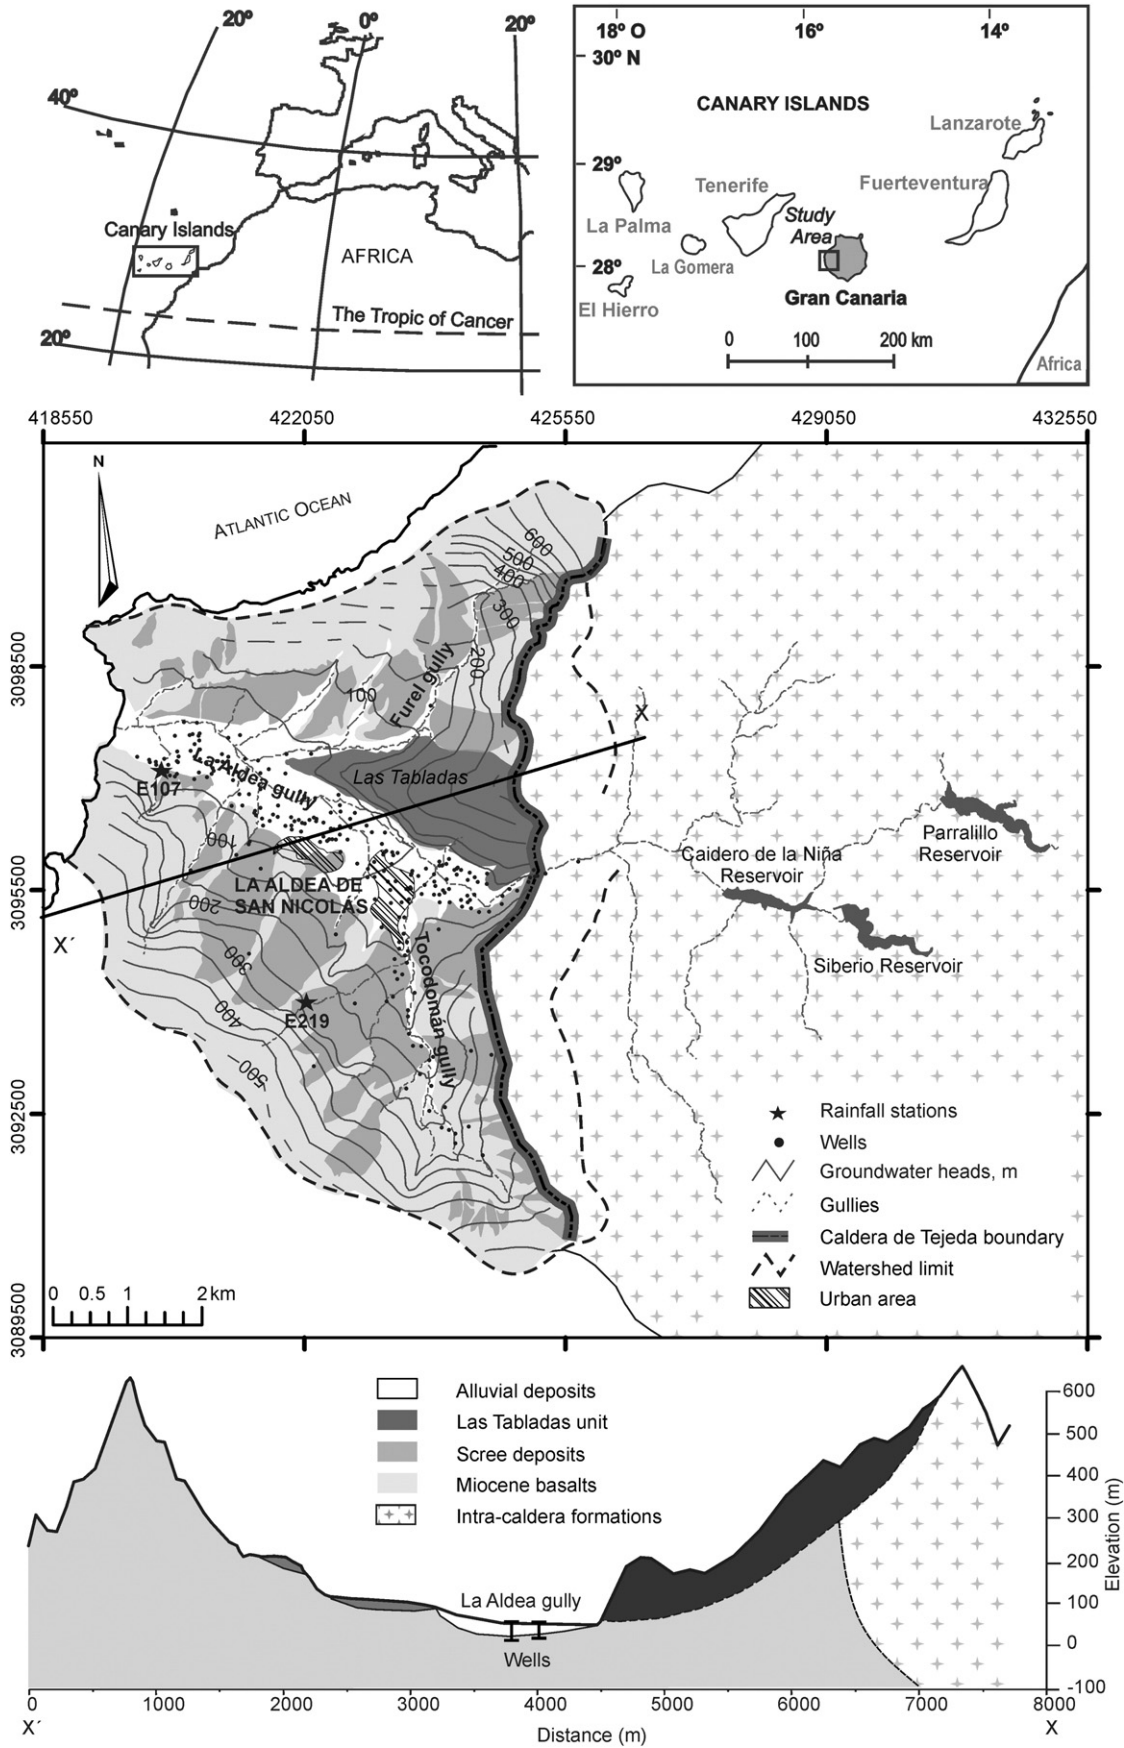 20º
0º
20º
40º
Canary Islands
AFRICA
The Tropic of Cancer
20º
18º O
16º
14º
30º N
CANARY ISLANDS
Lanzarote
29º
Tenerife
Fuerteventura
La Palma
Study
Area
La Gomera
28º
El Hierro
Gran Canaria
0
100
200 km
Africa
418550
422050
425550
429050
432550
N
ATLANTIC OCEAN
600
500
400
300
200
3098500
100
Furel gully
X
La Aldea gully
Las Tabladas
E107
100
Parralillo
Reservoir
Caidero de la Niña
Reservoir
3095500
LA ALDEA DE
SAN NICOLÁS
200
X´
300
Siberio Reservoir
400
E219
Tocodomán gully
500
3092500
Rainfall stations
Wells
Groundwater heads, m
Gullies
Caldera de Tejeda boundary
Watershed limit
Urban area
0 0.5 1 2 km
3089500
Alluvial deposits
Las Tabladas unit
Scree deposits
Miocene basalts
Intra-caldera formations
600
500
400
300
200
100
0
-100
Elevation (m)
La Aldea gully
Wells
0 1000 2000 3000 4000 5000 6000 7000 8000
X´
Distance (m)
X